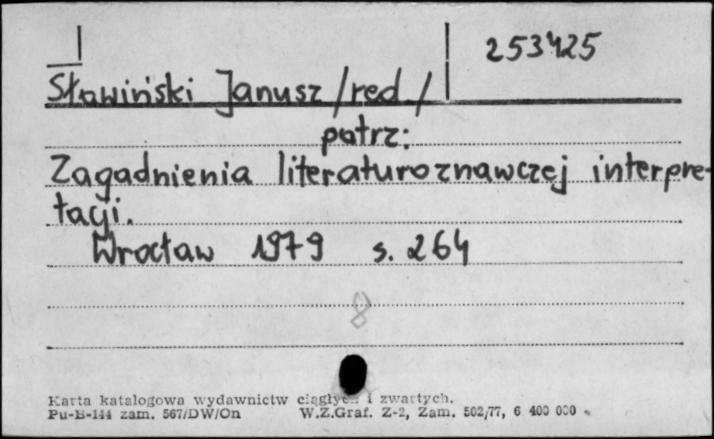 253425
Sławiński Janusz /red/
patrz:
Zagadnienia literaturoznawczej interpre-
tacji.
Wrocław 1979 s. 264
8
Karta katalogowa wydawnictw ciągłych i zwartych.
Pu-B-144 zam. 567/DW/On W.Z.Graf. Z-2, Zam. 502/77, 6 400 000